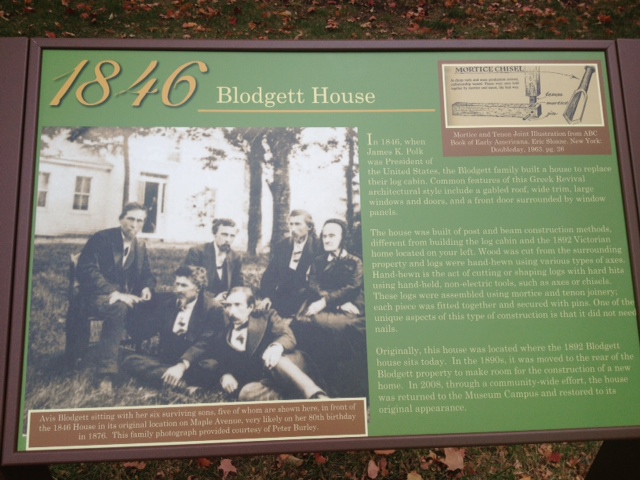 1846
Blodgett House
MORTICE CHISEL
tenon
mortice
pin
Mortice and Tenon Joint Illustration from ABC
Book of Early Americana, Eric Sloane, New York:
Doubleday, 1963, pg. 26
In 1846, when
James K. Polk
was President of
the United States, the Blodgett family built a house to replace
their log cabin. Common features of this Greek Revival
architectural style include a gabled roof, wide trim, large
windows and doors, and a front door surrounded by window
panels.
The house was built of post and beam construction methods,
different from building the log cabin and the 1892 Victorian
home located on your left. Wood was cut from the surrounding
property and logs were hand-hewn using various types of axes.
Hand-hewn is the act of cutting or shaping logs with hard hits
using hand-held, non-electric tools, such as axes or chisels.
These logs were assembled using mortice and tenon joinery;
each piece was fitted together and secured with pins. One of the
unique aspects of this type of construction is that it did not need
nails.
Originally, this house was located where the 1892 Blodgett
house sits today. In the 1890s, it was moved to the rear of the
Blodgett property to make room for the construction of a new
home. In 2008, through a community-wide effort, the house
was returned to the Museum Campus and restored to its
original appearance.
Avis Blodgett sitting with her six surviving sons, five of whom are shown here, in front of
the 1846 House in its original location on Maple Avenue, very likely on her 80th birthday
in 1876. This family photograph provided courtesy of Peter Burley.